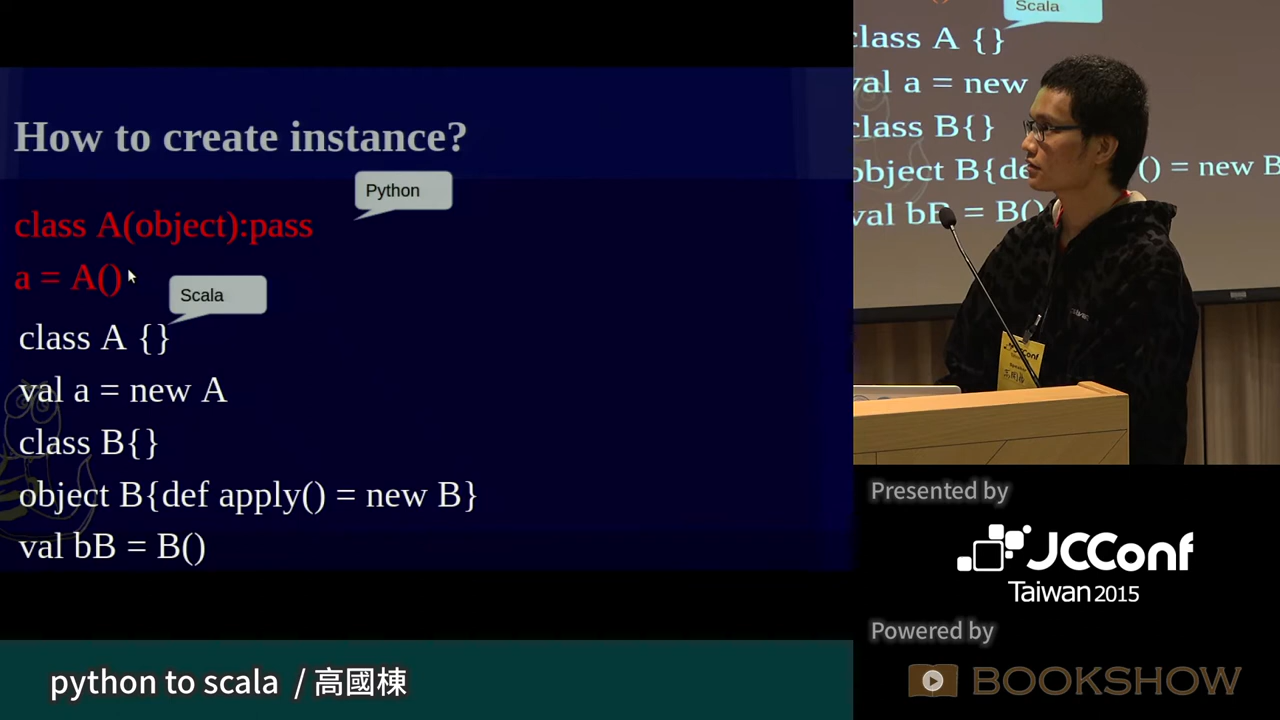 How to create instance?
Python
class A(object):pass
a = A()
Scala
class A {}
val a = new A
class B{}
object B{def apply() = new B}
val bB = B()
Scala
class A {}
val a = new
class B{}
object B{de () = new B
val bB = B()
JCConf
Presented by
JCConf
Taiwan 2015
Powered by
BOOKSHOW
python to scala / 高國棟